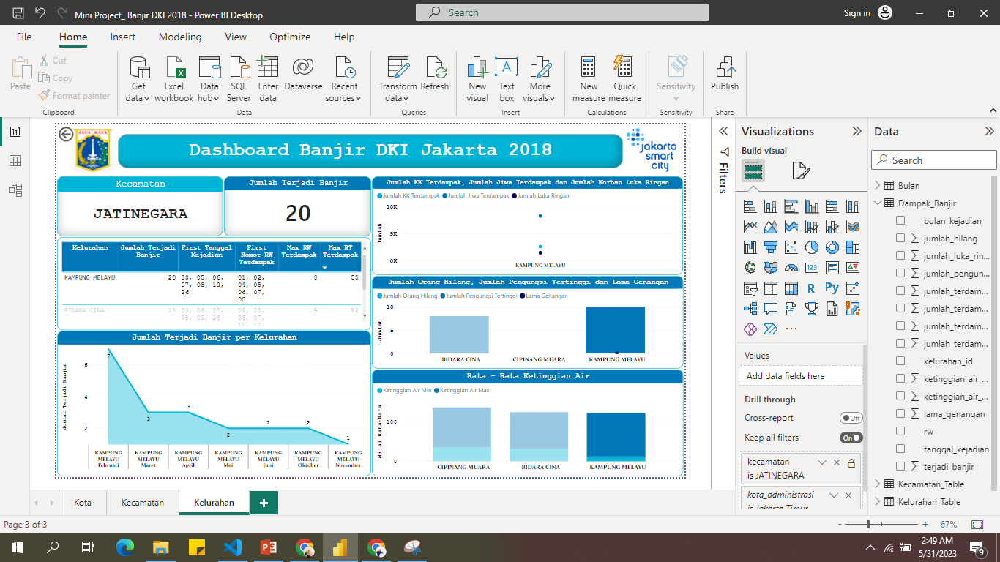 Mini Project_ Banjir DKI 2018 - Power BI Desktop
Search
Sign in
File Home Insert Modeling View Optimize Help
Paste
Cut
Copy
Format painter
Clipboard
Get data
Excel workbook
Data hub
SQL Server
Enter data
Dataverse
Recent sources
Data
Transform data
Refresh
Queries
New visual
Text box
More visuals
Insert
New measure
Quick measure
Calculations
Sensitivity
Sensitivity
Publish
Share
JAYA RAYA
Dashboard Banjir DKI Jakarta 2018
jakarta
smart
city
Kecamatan
JATINEGARA
Jumlah Terjadi Banjir
20
Kelurahan Jumlah Terjadi Banjir First Tanggal Kejadian First Nomor RW Terdampak Max RW Terdampak Max RT Terdampak
KAMPUNG MELAYU 20 03, 05, 06, 07, 08, 13, 26 01, 02, 04, 05, 06, 07, 08 8 55
BIDARA CINA 15 05, 06, 07, 08, 09, 26 03, 05, 06, 07, 11, 12, 9 22
Jumlah Terjadi Banjir per Kelurahan
Jumlah Terjadi Banjir
6
4
2
7
3
3
2
2
2
1
KAMPUNG MELAYU Februari
KAMPUNG MELAYU Maret
KAMPUNG MELAYU April
KAMPUNG MELAYU Mei
KAMPUNG MELAYU Juni
KAMPUNG MELAYU Oktober
KAMPUNG MELAYU November
Jumlah KK Terdampak, Jumlah Jiwa Terdampak dan Jumlah Korban Luka Ringan
Jumlah KK Terdampak Jumlah Jiwa Terdampak Jumlah Luka Ringan
Jumlah
10K
5K
0K
KAMPUNG MELAYU
Jumlah Orang Hilang, Jumlah Pengungsi Tertinggi dan Lama Genangan
Jumlah Orang Hilang Jumlah Pengungsi Tertinggi Lama Genangan
Jumlah
10
5
0
BIDARA CINA CIPINANG MUARA KAMPUNG MELAYU
Rata - Rata Ketinggian Air
Ketinggian Air Min Ketinggian Air Max
Nilai Rata-Rata
100
0
CIPINANG MUARA BIDARA CINA KAMPUNG MELAYU
Filters
Visualizations
Build visual
R Py
123
...
Values
Add data fields here
Drill through
Cross-report Off
Keep all filters On
kecamatan
is JATINEGARA
kota_administrasi
is Jakarta Timur
Data
Search
Bulan
Dampak_Banjir
bulan_kejadian
jumlah_hilang
jumlah_luka_rin...
jumlah_pengun...
jumlah_terdam...
jumlah_terdam...
jumlah_terdam...
jumlah_terdam...
kelurahan_id
ketinggian_air_...
ketinggian_air_...
lama_genangan
rw
tanggal_kejadian
terjadi_banjir
Kecamatan_Table
Kelurahan_Table
Kota Kecamatan Kelurahan +
Page 3 of 3
- + 67%
2:49 AM
5/31/2023
9